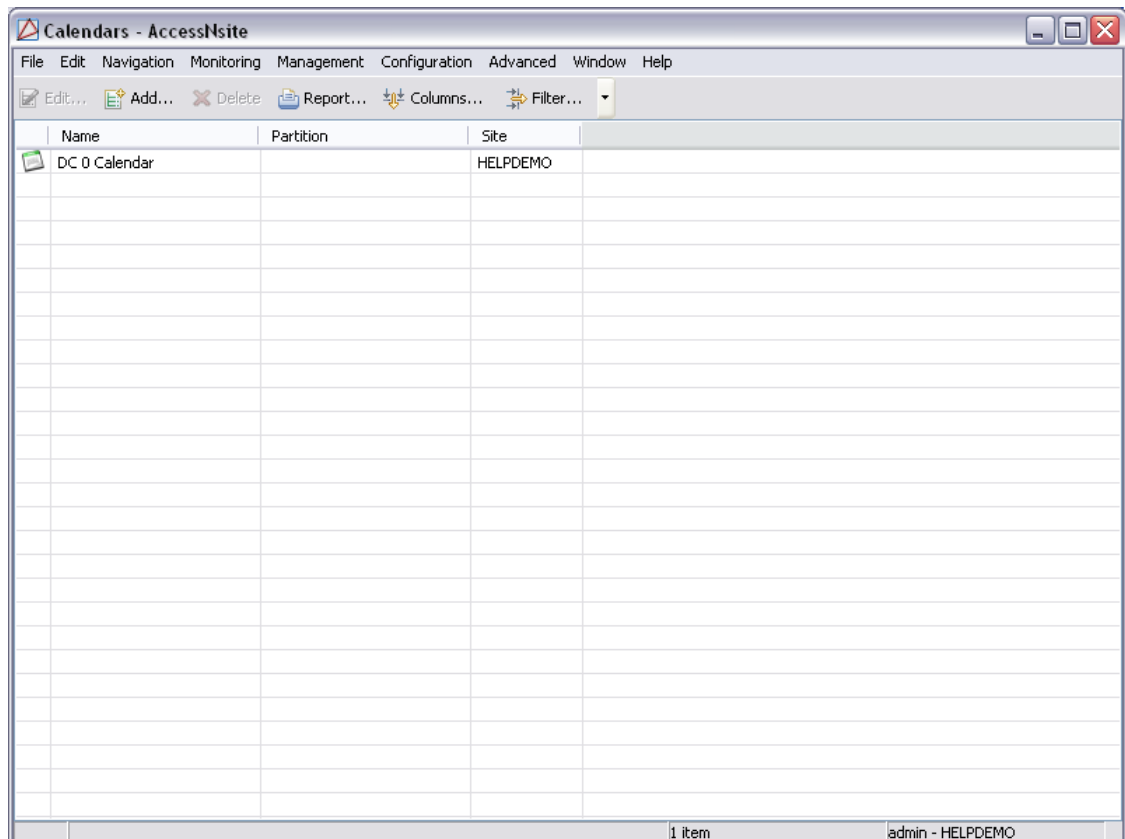 Calendars - AccessNsite
File Edit Navigation Monitoring Management Configuration Advanced Window Help
Edit... Add... Delete Report... Columns... Filter...
Name Partition Site
DC 0 Calendar HELPDEMO
1 item admin - HELPDEMO